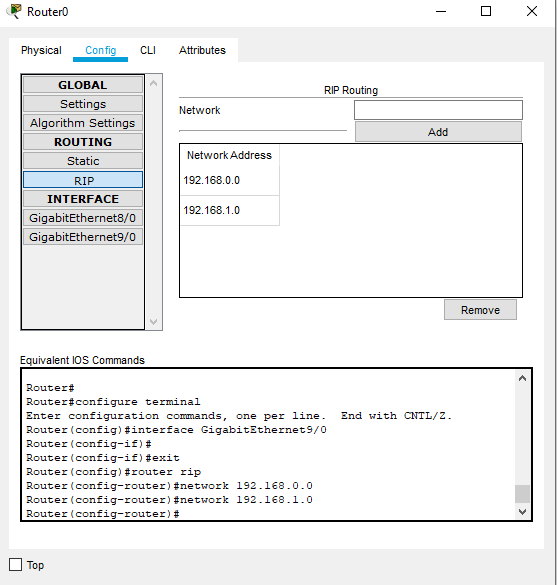 Router0
Physical Config CLI Attributes
GLOBAL
Settings
Algorithm Settings
ROUTING
Static
RIP
INTERFACE
GigabitEthernet8/0
GigabitEthernet9/0
RIP Routing
Network
Add
Network Address
192.168.0.0
192.168.1.0
Remove
Equivalent IOS Commands
Router#
Router#configure terminal
Enter configuration commands, one per line.  End with CNTL/Z.
Router(config)#interface GigabitEthernet9/0
Router(config-if)#
Router(config-if)#exit
Router(config)#router rip
Router(config-router)#network 192.168.0.0
Router(config-router)#network 192.168.1.0
Router(config-router)#
Top